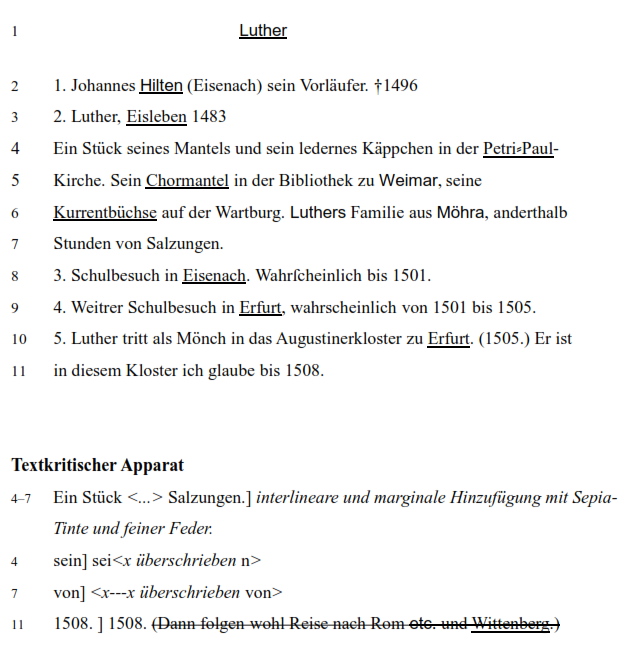 1 Luther
2 1. Johannes Hilten (Eisenach) sein Vorläufer. †1496
3 2. Luther, Eisleben 1483
4 Ein Stück seines Mantels und sein ledernes Käppchen in der Petri⸗Paul-
5 Kirche. Sein Chormantel in der Bibliothek zu Weimar, seine
6 Kurrentbüchse auf der Wartburg. Luthers Familie aus Möhra, anderthalb
7 Stunden von Salzungen.
8 3. Schulbesuch in Eisenach. Wahrſcheinlich bis 1501.
9 4. Weitrer Schulbesuch in Erfurt, wahrscheinlich von 1501 bis 1505.
10 5. Luther tritt als Mönch in das Augustinerkloster zu Erfurt. (1505.) Er ist
11 in diesem Kloster ich glaube bis 1508.
Textkritischer Apparat
4–7 Ein Stück <...> Salzungen.] interlineare und marginale Hinzufügung mit Sepia-
Tinte und feiner Feder.
4 sein] sei<x überschrieben n>
7 von] <x---x überschrieben von>
11 1508. ] 1508. (Dann folgen wohl Reise nach Rom etc. und Wittenberg.)